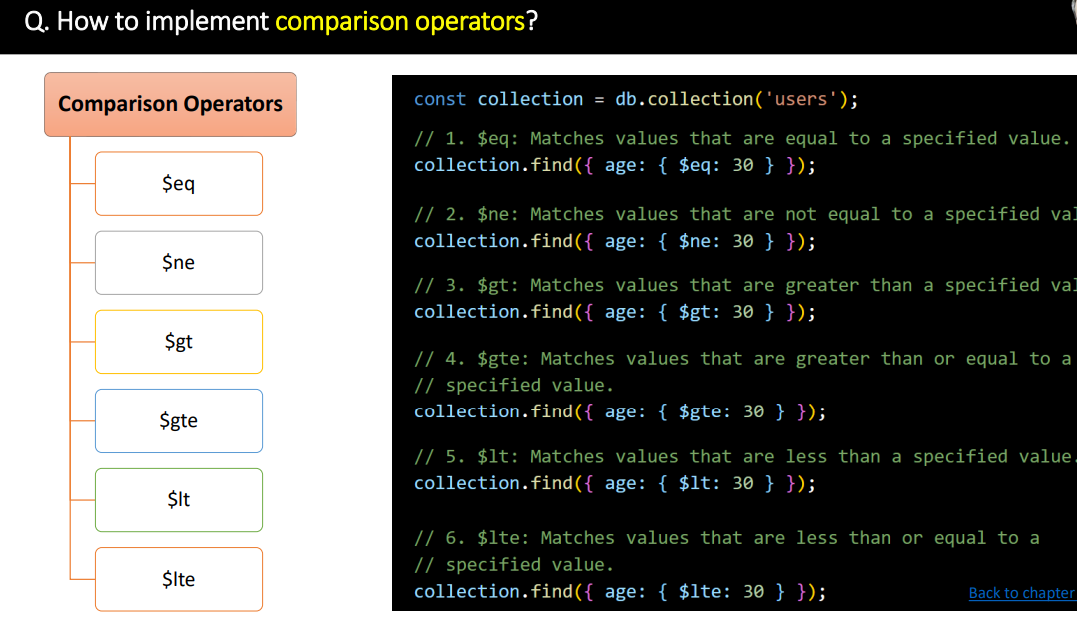 Q. How to implement comparison operators?
Comparison Operators
$eq
$ne
$gt
$gte
$lt
$lte
const collection = db.collection('users');
// 1. $eq: Matches values that are equal to a specified value.
collection.find({ age: { $eq: 30 } });
// 2. $ne: Matches values that are not equal to a specified
collection.find({ age: { $ne: 30 } });
// 3. $gt: Matches values that are greater than a specified
collection.find({ age: { $gt: 30 } });
// 4. $gte: Matches values that are greater than or equal to a
// specified value.
collection.find({ age: { $gte: 30 } });
// 5. $lt: Matches values that are less than a specified value.
collection.find({ age: { $lt: 30 } });
// 6. $lte: Matches values that are less than or equal to a
// specified value.
collection.find({ age: { $lte: 30 } });
Back to chapter